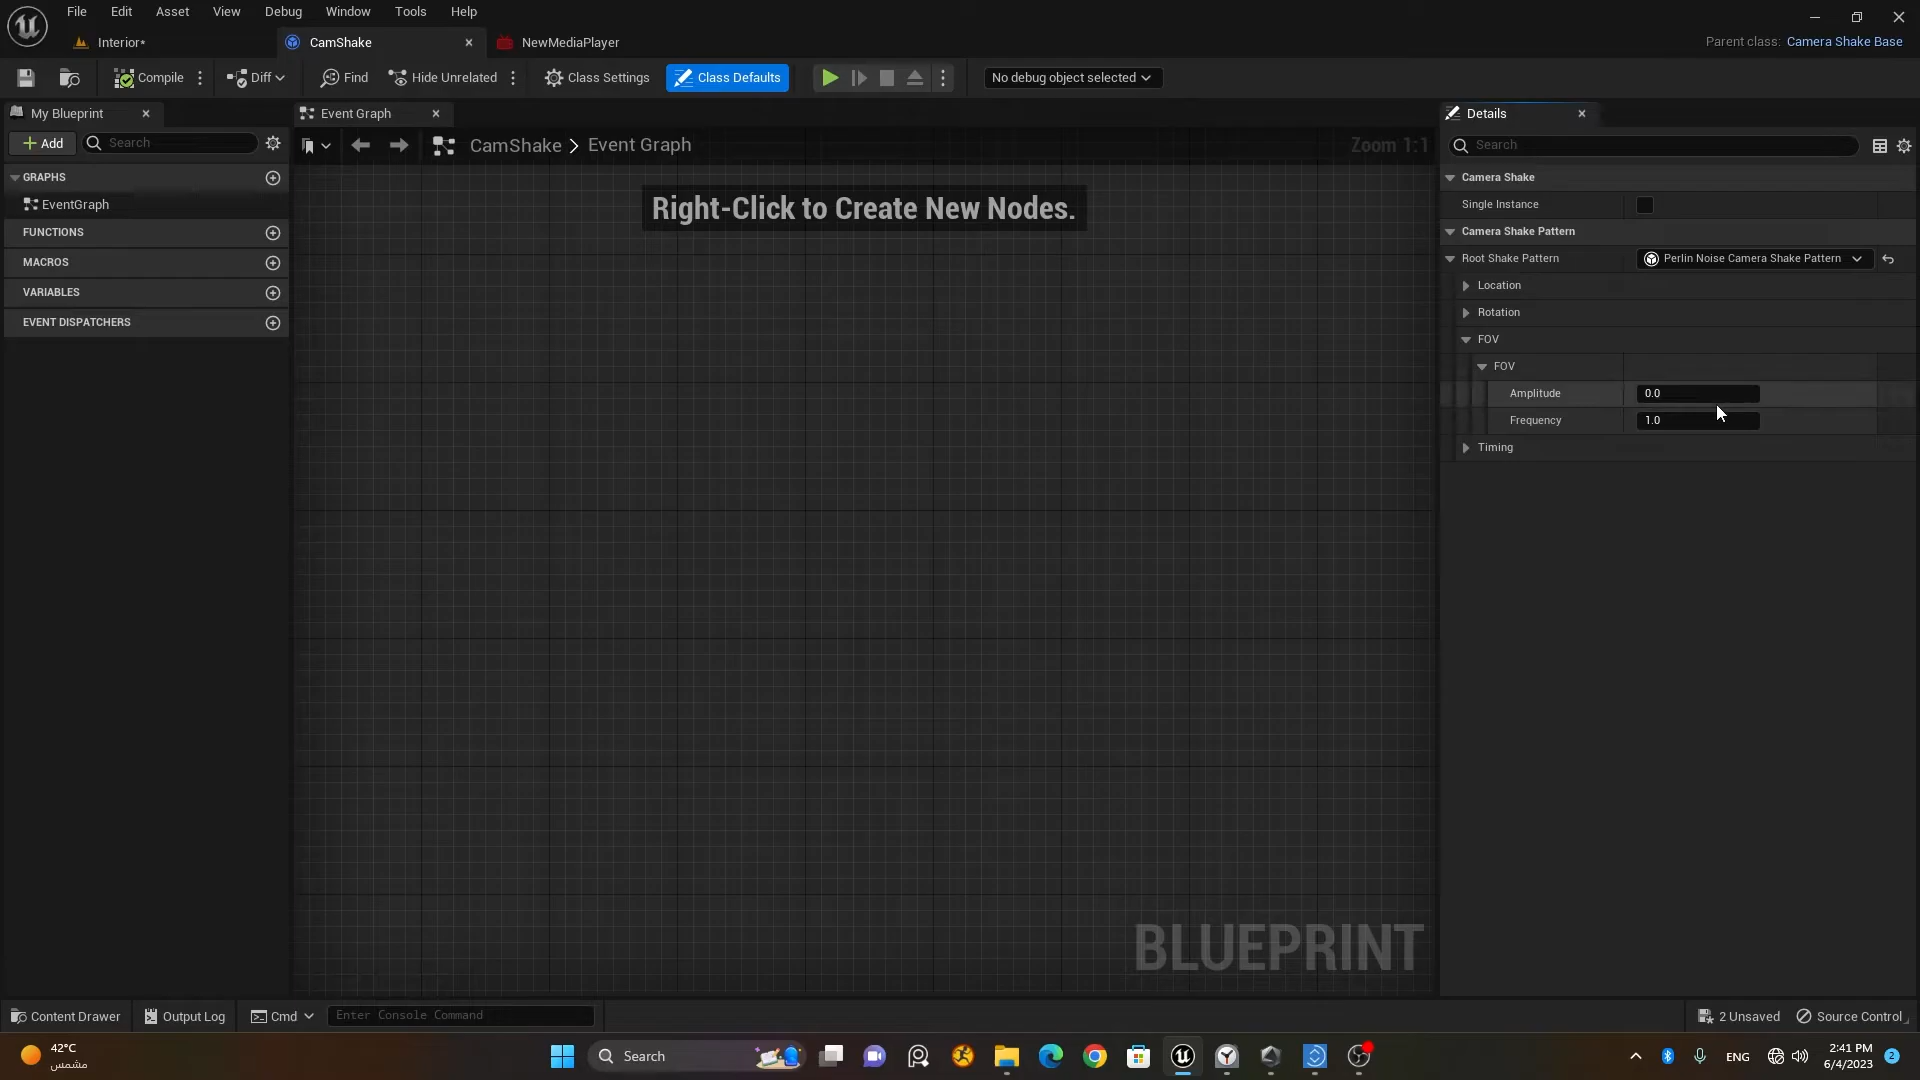 File Edit Asset View Debug Window Tools Help
Interior* CamShake NewMediaPlayer Parent class: Camera Shake Base
Compile Diff Find Hide Unrelated Class Settings Class Defaults No debug object selected
My Blueprint Event Graph Details
Add Search CamShake > Event Graph Zoom 1:1 Search
GRAPHS
EventGraph
FUNCTIONS
MACROS
VARIABLES
EVENT DISPATCHERS
Right-Click to Create New Nodes.
BLUEPRINT
Camera Shake
Single Instance
Camera Shake Pattern
Root Shake Pattern Perlin Noise Camera Shake Pattern
Location
Rotation
FOV
FOV
Amplitude 0.0
Frequency 1.0
Timing
Content Drawer Output Log Cmd Enter Console Command 2 Unsaved Source Control
42°C
مشمس
Search
ENG
2:41 PM
6/4/2023
2